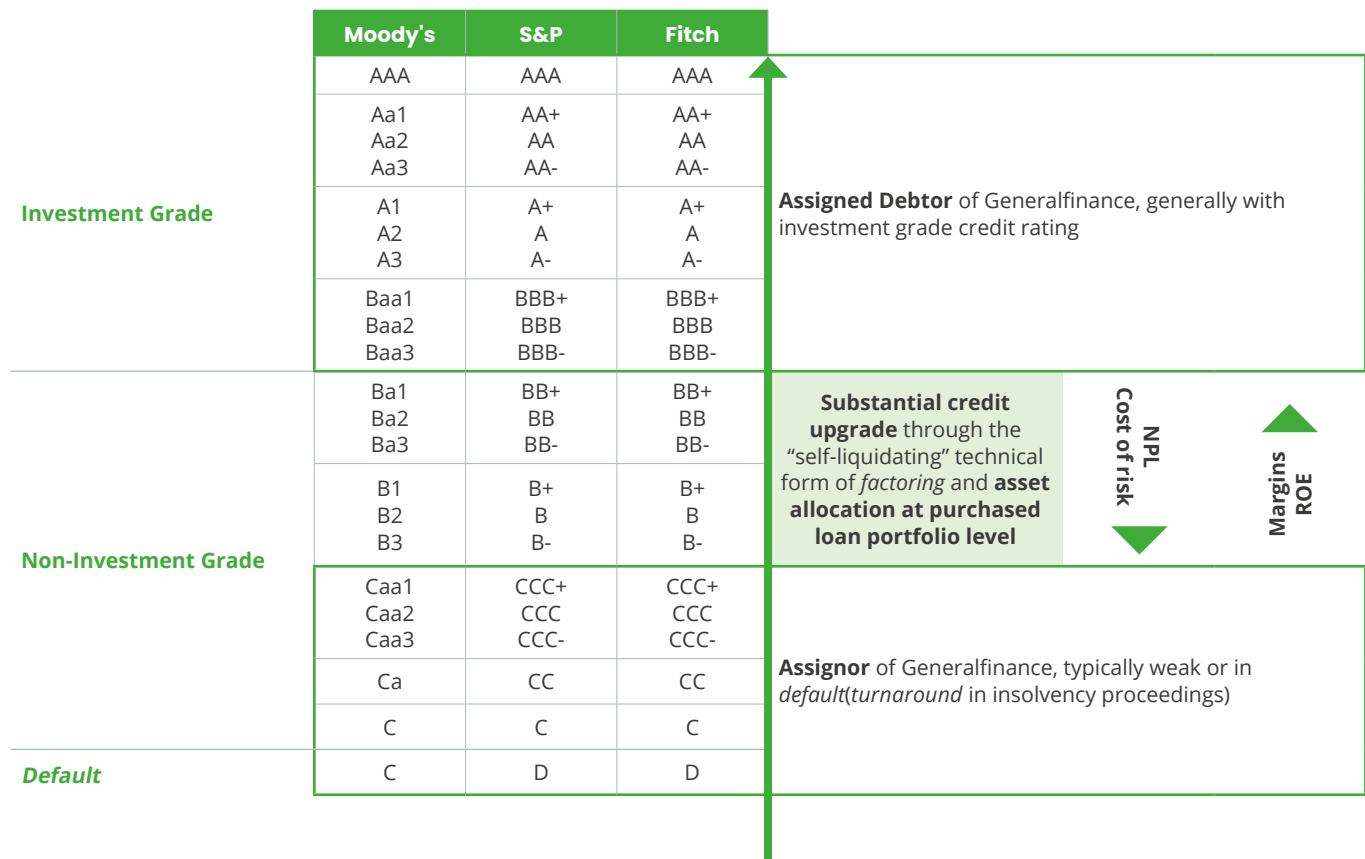 Moody's S&P Fitch
Investment Grade
AAA AAA AAA
Aa1 AA+ AA+
Aa2 AA AA
Aa3 AA- AA-
A1 A+ A+
A2 A A
A3 A- A-
Baa1 BBB+ BBB+
Baa2 BBB BBB
Baa3 BBB- BBB-
Assigned Debtor of Generalfinance, generally with
investment grade credit rating
Non-Investment Grade
Ba1 BB+ BB+
Ba2 BB BB
Ba3 BB- BB-
B1 B+ B+
B2 B B
B3 B- B-
Substantial credit
upgrade through the
“self-liquidating” technical
form of factoring and asset
allocation at purchased
loan portfolio level
NPL
Cost of risk
Margins
ROE
Caa1 CCC+ CCC+
Caa2 CCC CCC
Caa3 CCC- CCC-
Ca CC CC
C C C
Default
C D D
Assignor of Generalfinance, typically weak or in
default(turnaround in insolvency proceedings)